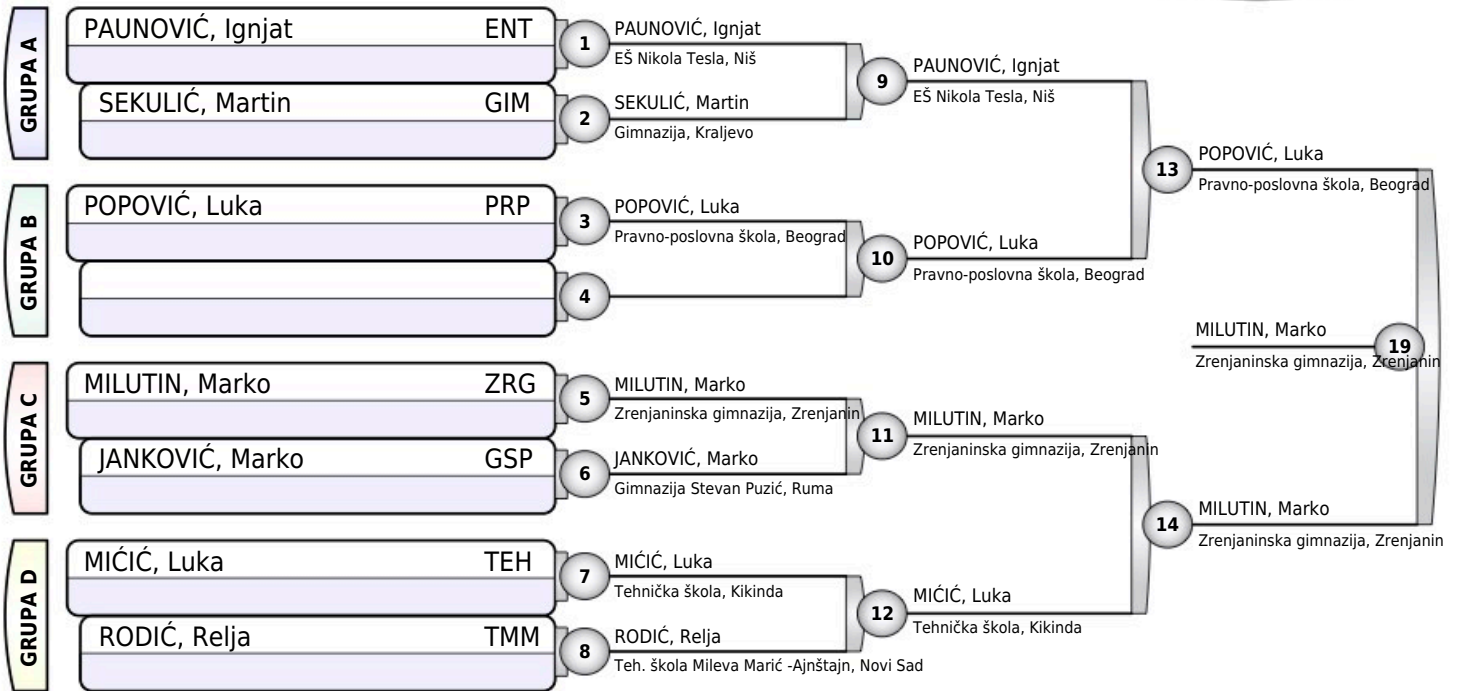 GRUPA A
PAUNOVIĆ, Ignjat ENT
SEKULIĆ, Martin GIM
GRUPA B
POPOVIĆ, Luka PRP
GRUPA C
MILUTIN, Marko ZRG
JANKOVIĆ, Marko GSP
GRUPA D
MIĆIĆ, Luka TEH
RODIĆ, Relja TMM
1
PAUNOVIĆ, Ignjat
EŠ Nikola Tesla, Niš
2
SEKULIĆ, Martin
Gimnazija, Kraljevo
3
POPOVIĆ, Luka
Pravno-poslovna škola, Beograd
4
5
MILUTIN, Marko
Zrenjaninska gimnazija, Zrenjanin
6
JANKOVIĆ, Marko
Gimnazija Stevan Puzić, Ruma
7
MIĆIĆ, Luka
Tehnička škola, Kikinda
8
RODIĆ, Relja
Teh. škola Mileva Marić -Ajnštajn, Novi Sad
9
PAUNOVIĆ, Ignjat
EŠ Nikola Tesla, Niš
10
POPOVIĆ, Luka
Pravno-poslovna škola, Beograd
11
MILUTIN, Marko
Zrenjaninska gimnazija, Zrenjanin
12
MIĆIĆ, Luka
Tehnička škola, Kikinda
13
POPOVIĆ, Luka
Pravno-poslovna škola, Beograd
14
MILUTIN, Marko
Zrenjaninska gimnazija, Zrenjanin
19
MILUTIN, Marko
Zrenjaninska gimnazija, Zrenjanin